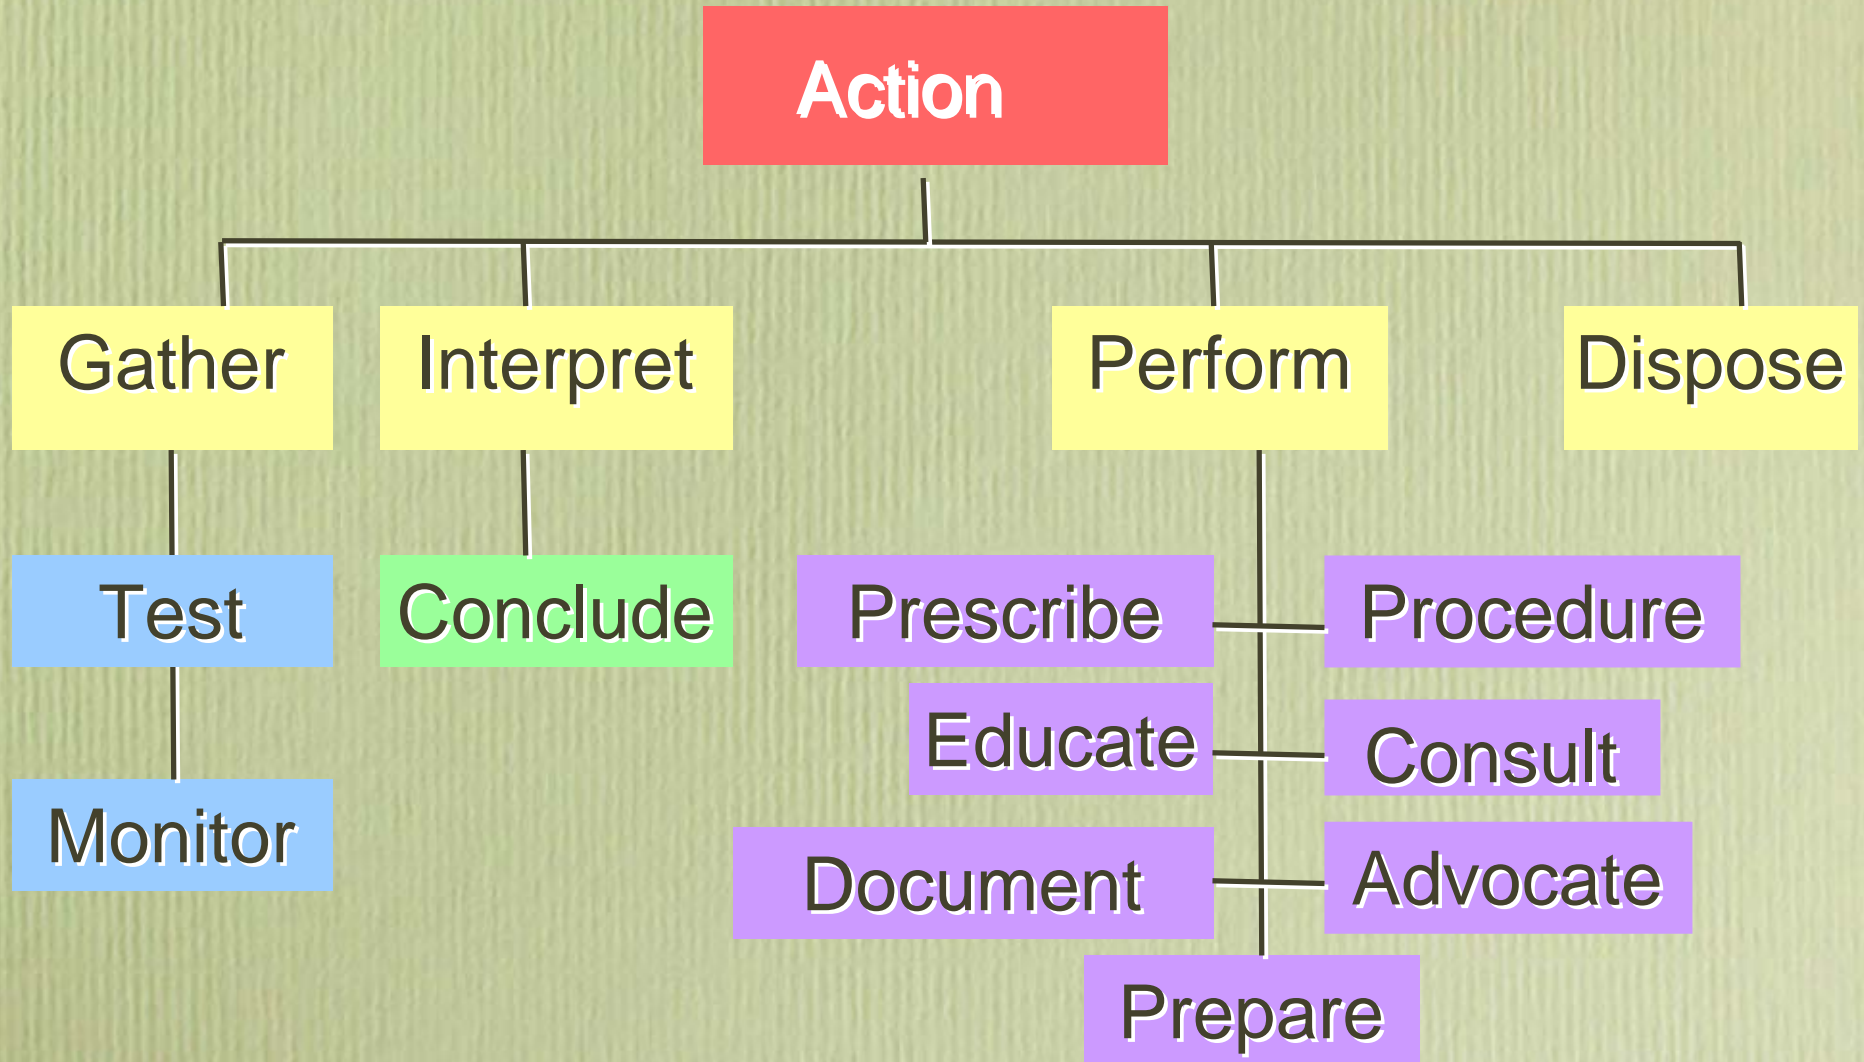 Action
Gather
Interpret
Perform
Dispose
Test
Conclude
Prescribe
Procedure
Educate
Consult
Monitor
Document
Advocate
Prepare